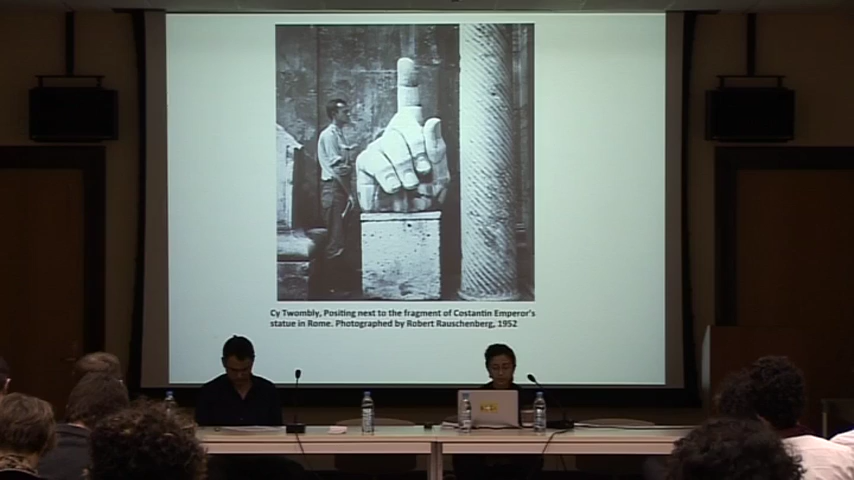 Cy Twombly, Positing next to the fragment of Costantin Emperor's
statue in Rome. Photographed by Robert Rauschenberg, 1952